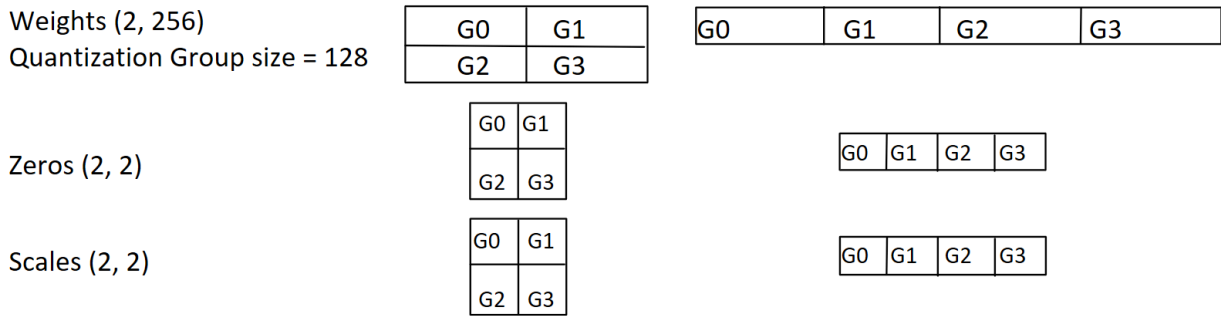 Weights (2, 256)
Quantization Group size = 128
G0 G1
G2 G3
G0 G1 G2 G3
Zeros (2, 2)
G0 G1
G2 G3
G0 G1 G2 G3
Scales (2, 2)
G0 G1
G2 G3
G0 G1 G2 G3